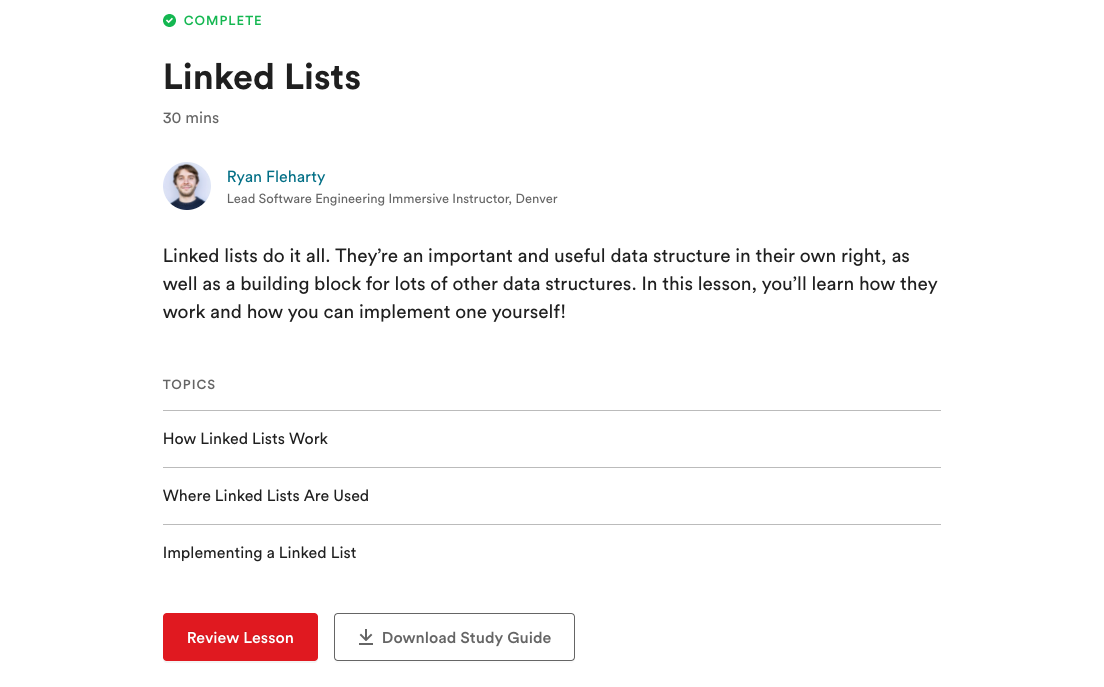 COMPLETE
Linked Lists
30 mins
Ryan Fleharty
Lead Software Engineering Immersive Instructor, Denver
Linked lists do it all. They’re an important and useful data structure in their own right, as
well as a building block for lots of other data structures. In this lesson, you’ll learn how they
work and how you can implement one yourself!
TOPICS
How Linked Lists Work
Where Linked Lists Are Used
Implementing a Linked List
Review Lesson
Download Study Guide